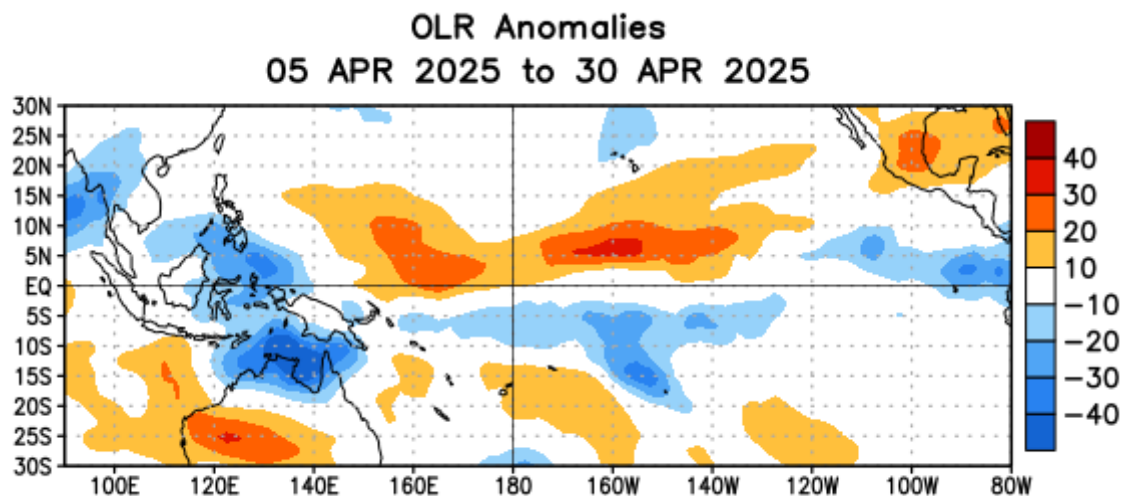 OLR Anomalies
05 APR 2025 to 30 APR 2025
30N
25N
20N
15N
10N
5N
EQ
5S
10S
15S
20S
25S
30S
100E 120E 140E 160E 180 160W 140W 120W 100W 80W
40
30
20
10
−10
−20
−30
−40